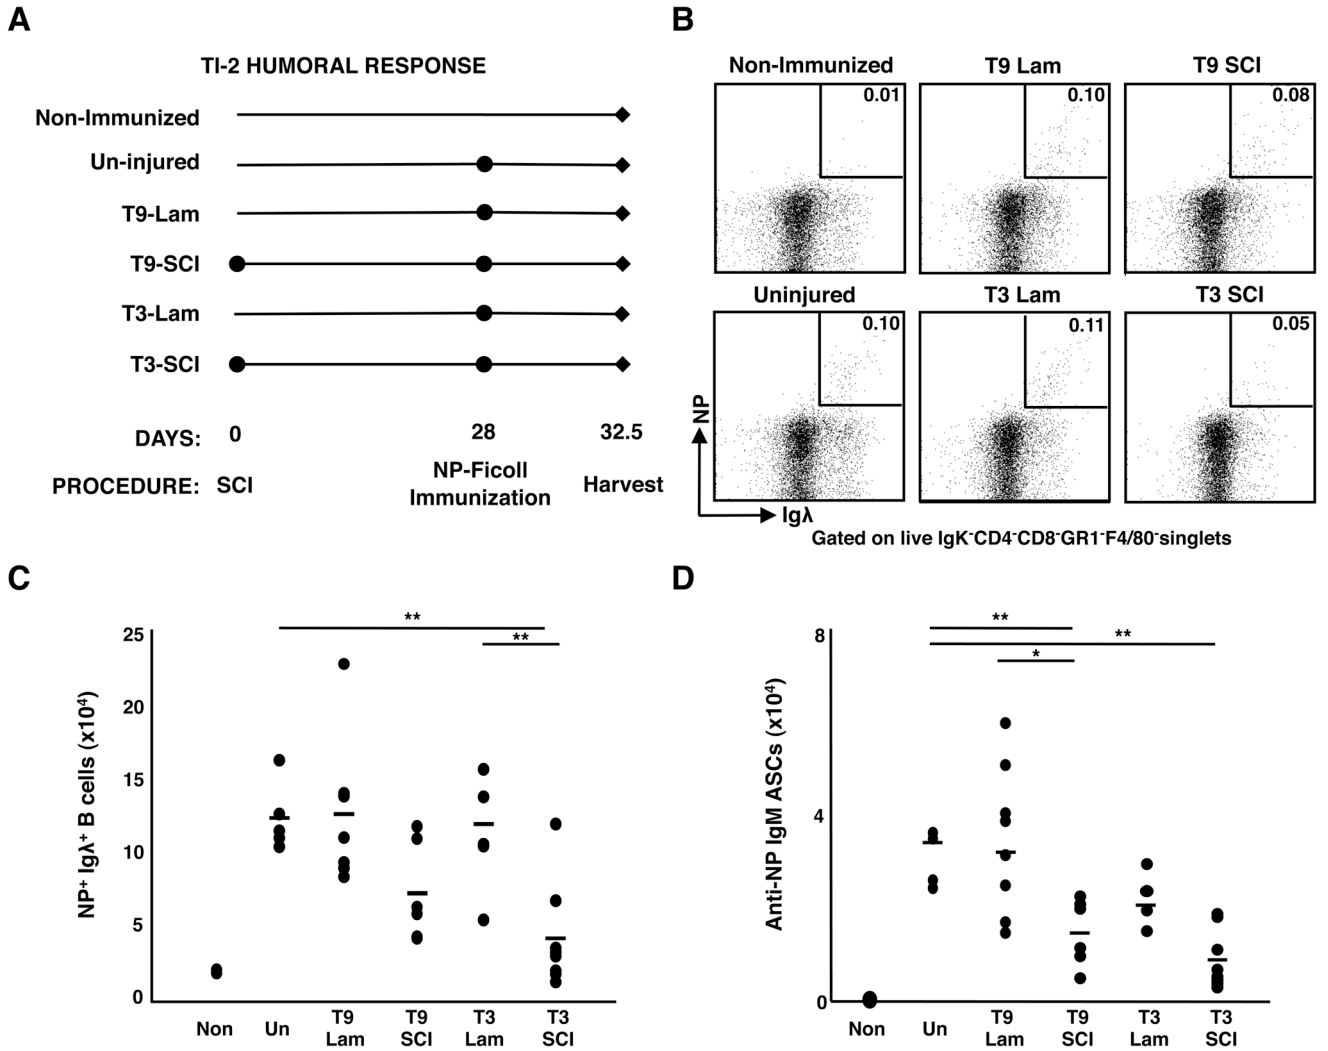 A
TI-2 HUMORAL RESPONSE
Non-Immunized
Un-injured
T9-Lam
T9-SCI
T3-Lam
T3-SCI
DAYS: 0 28 32.5
PROCEDURE: SCI NP-Ficoll Immunization Harvest
B
Non-Immunized T9 Lam T9 SCI
0.01 0.10 0.08
Uninjured T3 Lam T3 SCI
0.10 0.11 0.05
NP
Igλ
Gated on live IgK-CD4-CD8-GR1-F4/80-singlets
C
** 
**
25
20
15
10
5
0
NP+ Igλ+ B cells (x10⁴)
Non Un T9 Lam T9 SCI T3 Lam T3 SCI
D
**
**
*
8
4
0
Anti-NP IgM ASCs (x10⁴)
Non Un T9 Lam T9 SCI T3 Lam T3 SCI